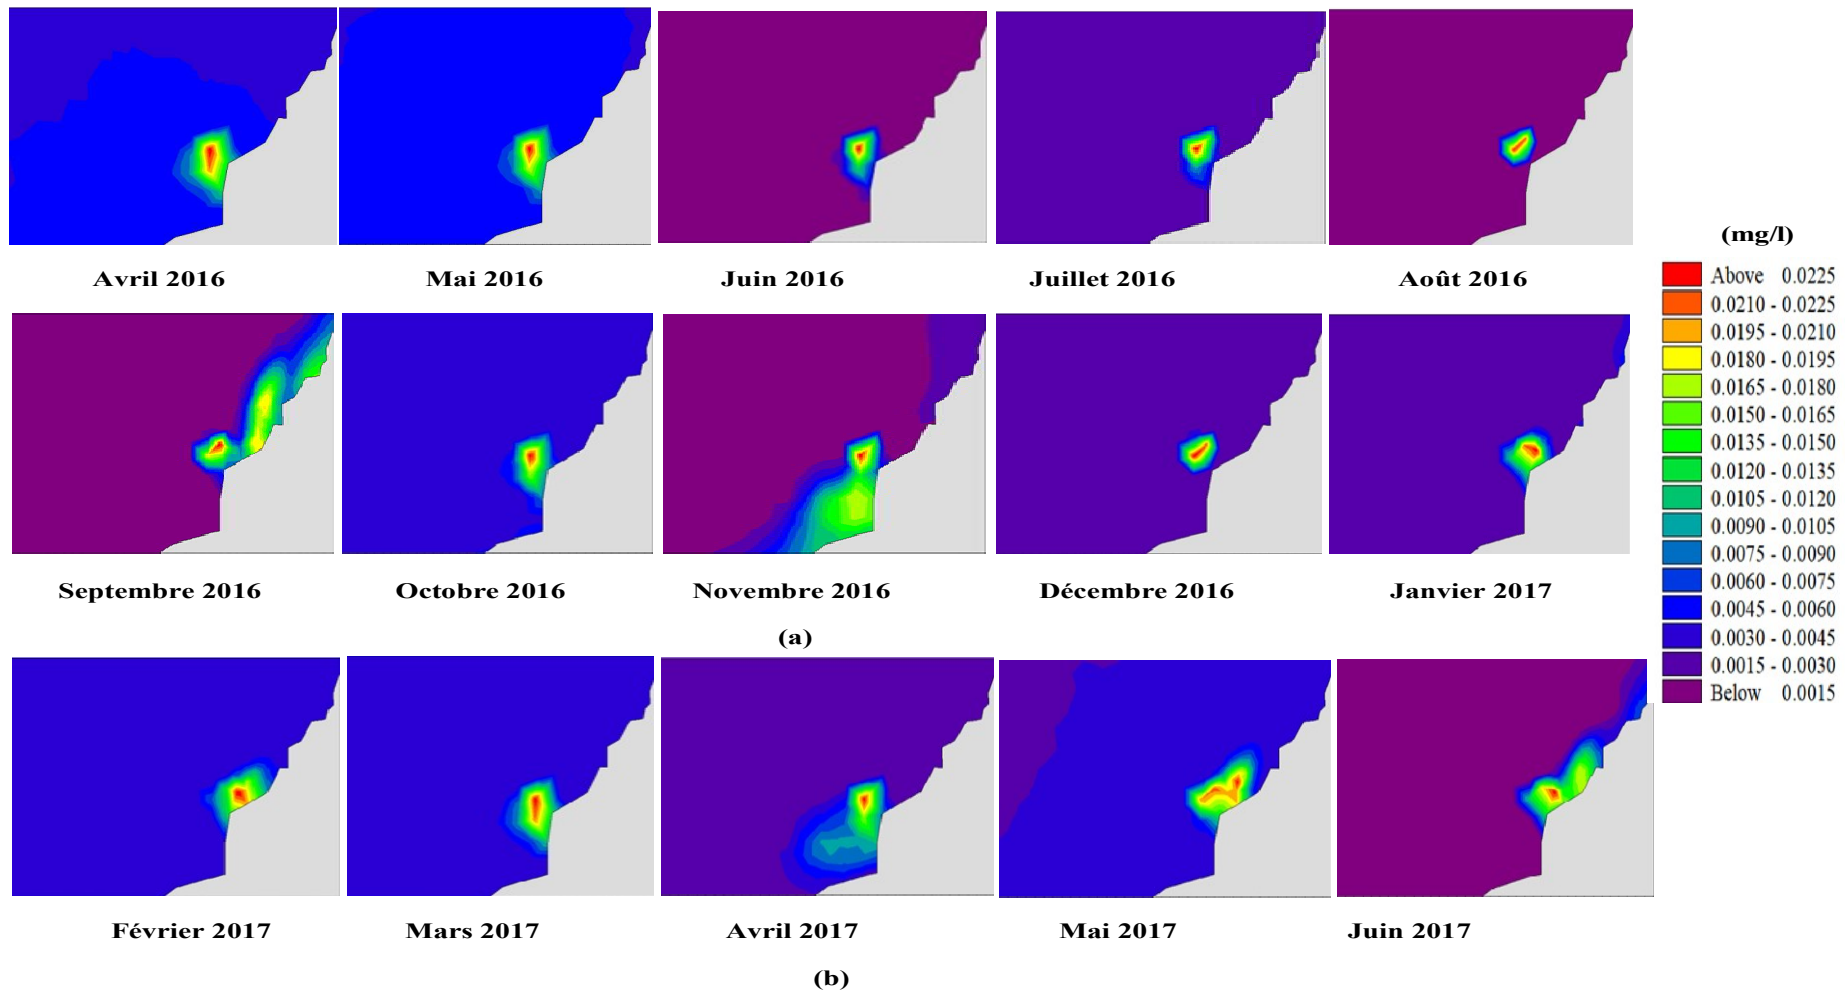 Avril 2016
Mai 2016
Juin 2016
Juillet 2016
Août 2016
Septembre 2016
Octobre 2016
Novembre 2016
Décembre 2016
Janvier 2017
(a)
Février 2017
Mars 2017
Avril 2017
Mai 2017
Juin 2017
(b)
(mg/l)
Above 0.0225
0.0210 - 0.0225
0.0195 - 0.0210
0.0180 - 0.0195
0.0165 - 0.0180
0.0150 - 0.0165
0.0135 - 0.0150
0.0120 - 0.0135
0.0105 - 0.0120
0.0090 - 0.0105
0.0075 - 0.0090
0.0060 - 0.0075
0.0045 - 0.0060
0.0030 - 0.0045
0.0015 - 0.0030
Below 0.0015